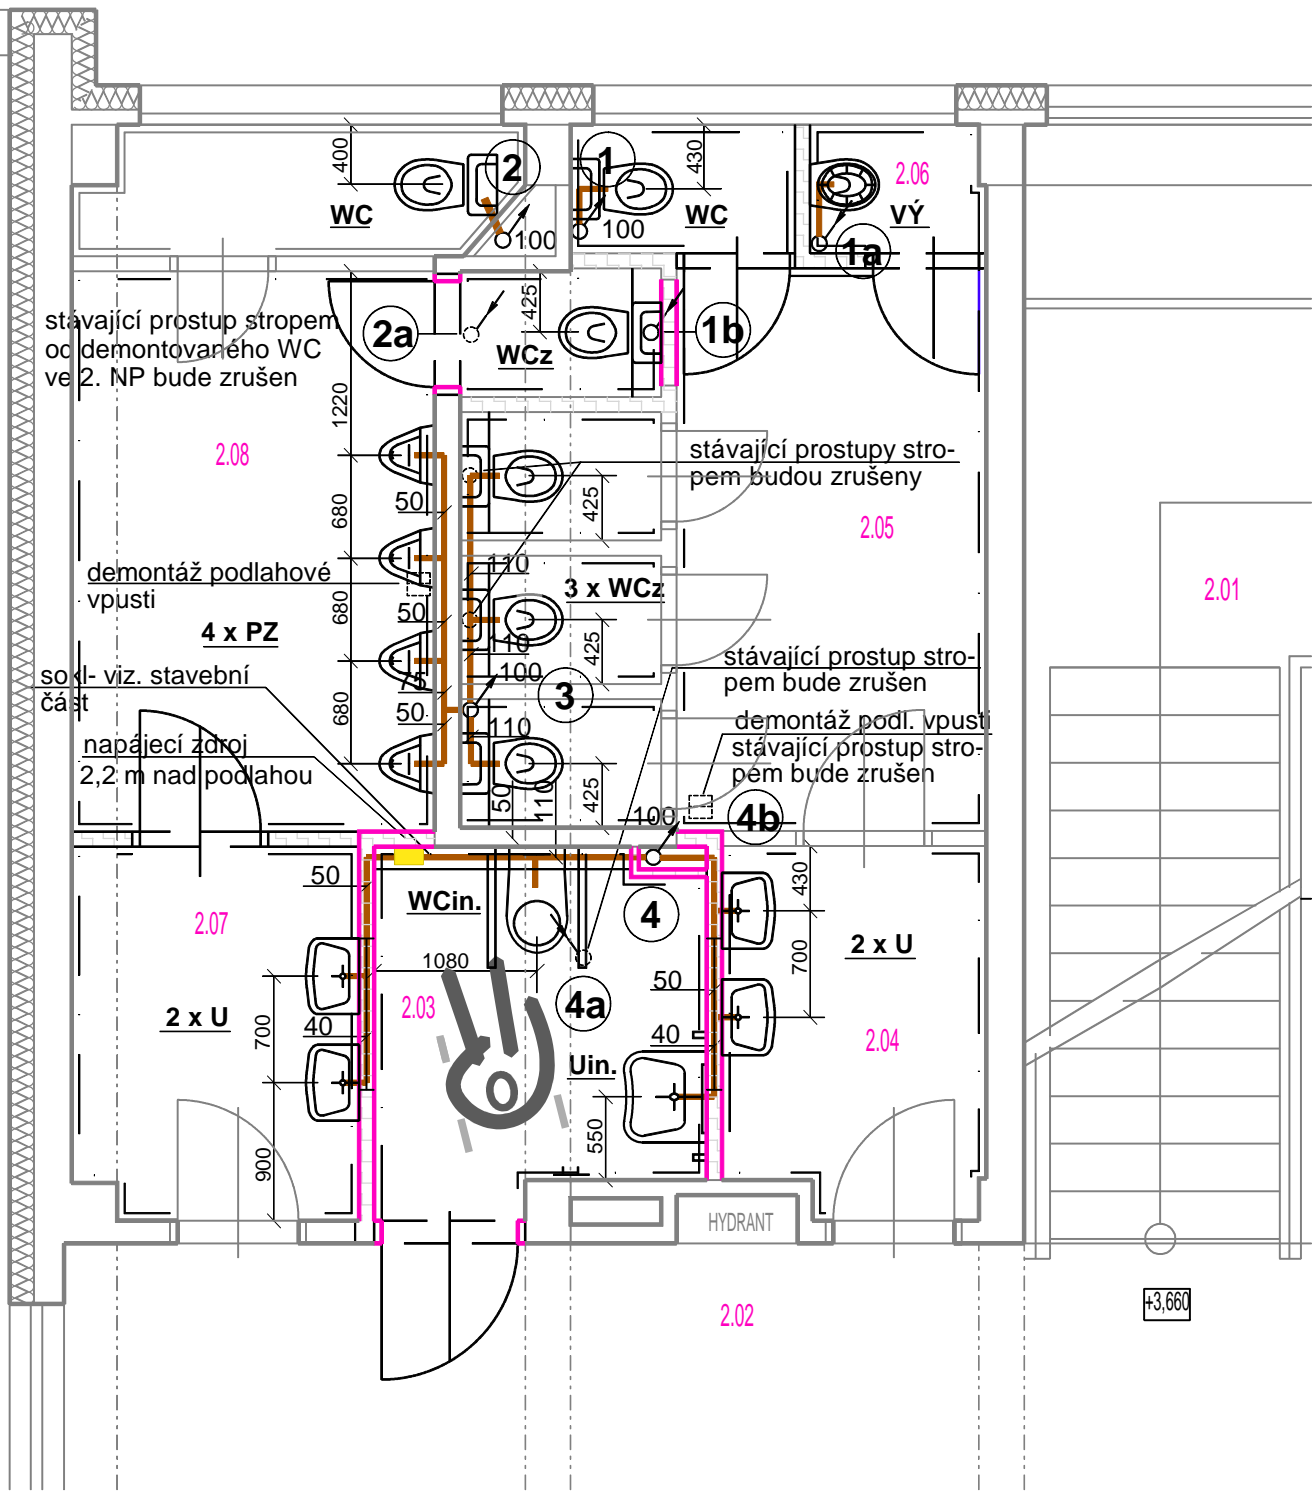 400
2
1
430
2.06
WC
100
100
WC
VÝ
1a
stávající prostup stropem
od demontovaného WC
ve 2. NP bude zrušen
2a
425
WCz
1b
1220
2.08
stávající prostupy stro-
pem budou zrušeny
50
425
2.05
680
demontáž podlahové
vpusti
110
3 x WCz
2.01
680
50
4 x PZ
110
425
stávající prostup stro-
pem bude zrušen
sokl- viz. stavební
část
75
100
3
680
50
110
demontáž podl. vpusti
stávající prostup stro-
pem bude zrušen
napájecí zdroj
2,2 m nad podlahou
50
110
425
100
4b
50
WCin.
4
430
2.07
2 x U
1080
700
50
2.03
4a
2 x U
700
40
40
2.04
Uin.
550
900
HYDRANT
2.02
+3,660